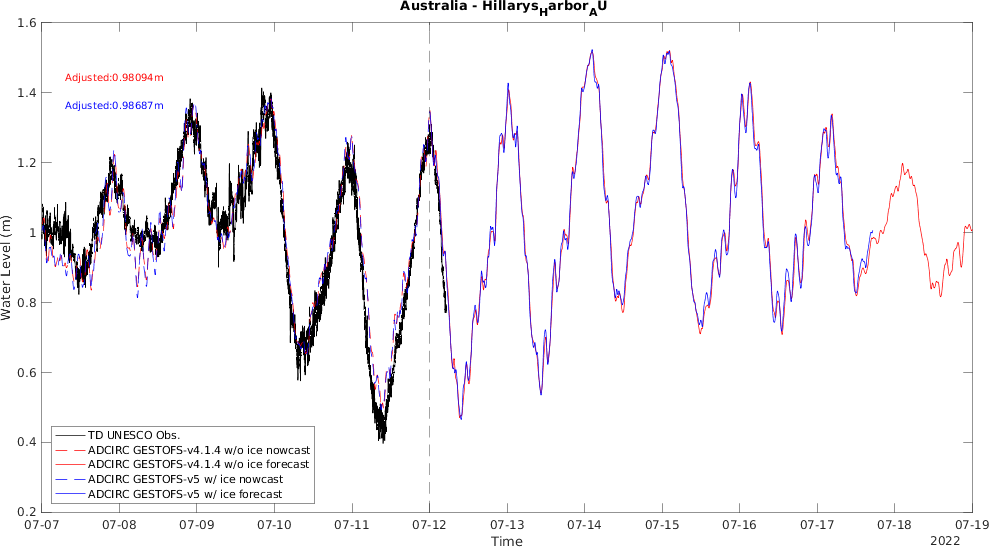 Australia - Hillarys_Harbor_AU
1.6
1.4
1.2
1
0.8
0.6
0.4
0.2
Water Level (m)
Adjusted:0.98094m
Adjusted:0.98687m
TD UNESCO Obs.
ADCIRC GESTOFS-v4.1.4 w/o ice nowcast
ADCIRC GESTOFS-v4.1.4 w/o ice forecast
ADCIRC GESTOFS-v5 w/ ice nowcast
ADCIRC GESTOFS-v5 w/ ice forecast
07-07 07-08 07-09 07-10 07-11 07-12 07-13 07-14 07-15 07-16 07-17 07-18 07-19
Time
2022